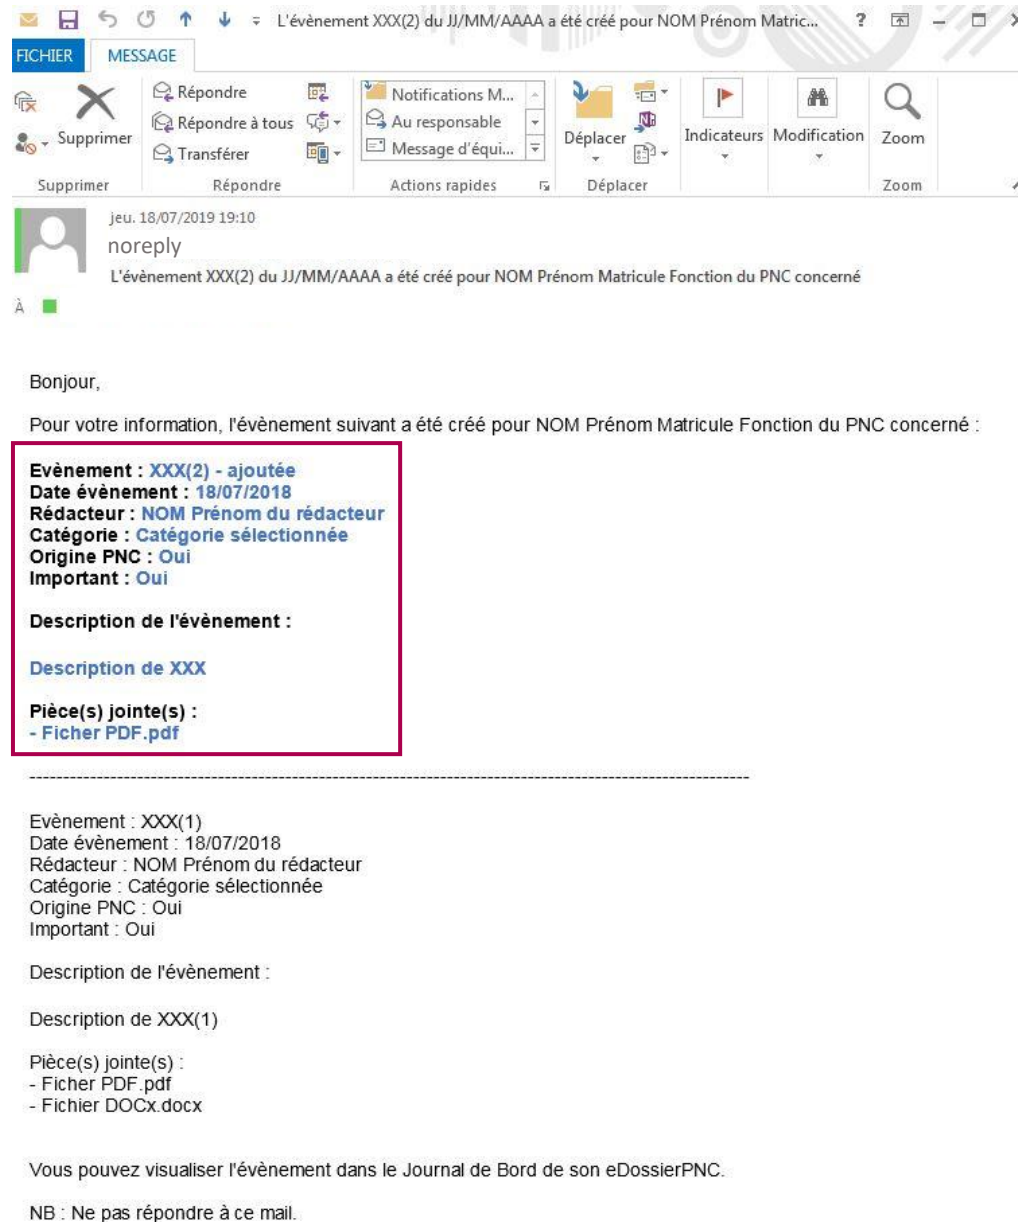 L'évènement XXX(2) du JJ/MM/AAAA a été créé pour NOM Prénom Matric... ?
FICHIER MESSAGE
Supprimer
Répondre
Répondre à tous
Transférer
Notifications M...
Au responsable
Message d'équi...
Déplacer
Indicateurs
Modification
Zoom
Supprimer Répondre Actions rapides Déplacer Zoom
jeu. 18/07/2019 19:10
noreply
L'évènement XXX(2) du JJ/MM/AAAA a été créé pour NOM Prénom Matricule Fonction du PNC concerné
À
Bonjour,
Pour votre information, l'évènement suivant a été créé pour NOM Prénom Matricule Fonction du PNC concerné :
Evènement : XXX(2) - ajoutée
Date évènement : 18/07/2018
Rédacteur : NOM Prénom du rédacteur
Catégorie : Catégorie sélectionnée
Origine PNC : Oui
Important : Oui
Description de l'évènement :
Description de XXX
Pièce(s) jointe(s) :
- Ficher PDF.pdf
------------------------------------------------------------------------------------------------------------------------
Evènement : XXX(1)
Date évènement : 18/07/2018
Rédacteur : NOM Prénom du rédacteur
Catégorie : Catégorie sélectionnée
Origine PNC : Oui
Important : Oui
Description de l'évènement :
Description de XXX(1)
Pièce(s) jointe(s) :
- Ficher PDF.pdf
- Fichier DOCx.docx
Vous pouvez visualiser l'évènement dans le Journal de Bord de son eDossierPNC.
NB : Ne pas répondre à ce mail.